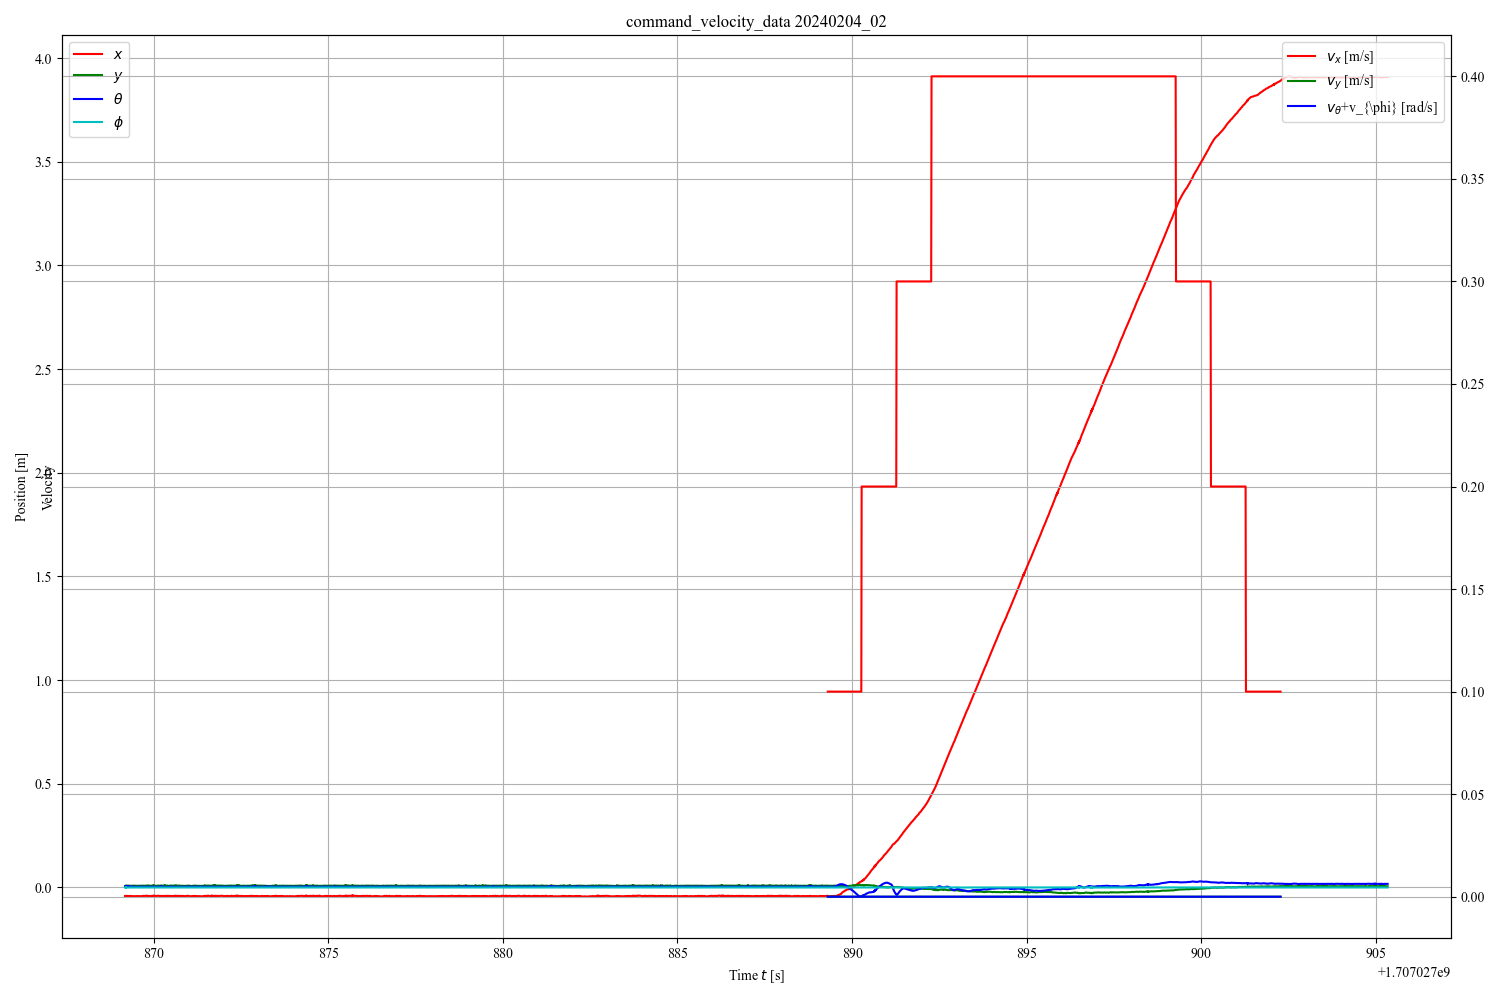 command_velocity_data 20240204_02
x
y
θ
ϕ
v_x [m/s]
v_y [m/s]
v_θ+v_{\phi} [rad/s]
4.0
3.5
3.0
2.5
2.0
1.5
1.0
0.5
0.0
Position [m]
Velocity
0.40
0.35
0.30
0.25
0.20
0.15
0.10
0.05
0.00
870 875 880 885 890 895 900 905
Time t [s]
+1.707027e9